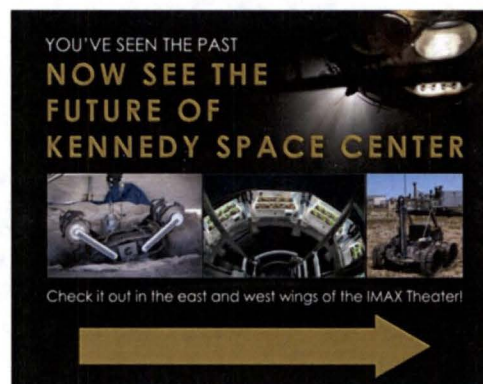 YOU'VE SEEN THE PAST
NOW SEE THE
FUTURE OF
KENNEDY SPACE CENTER
Check it out in the east and west wings of the IMAX Theater!